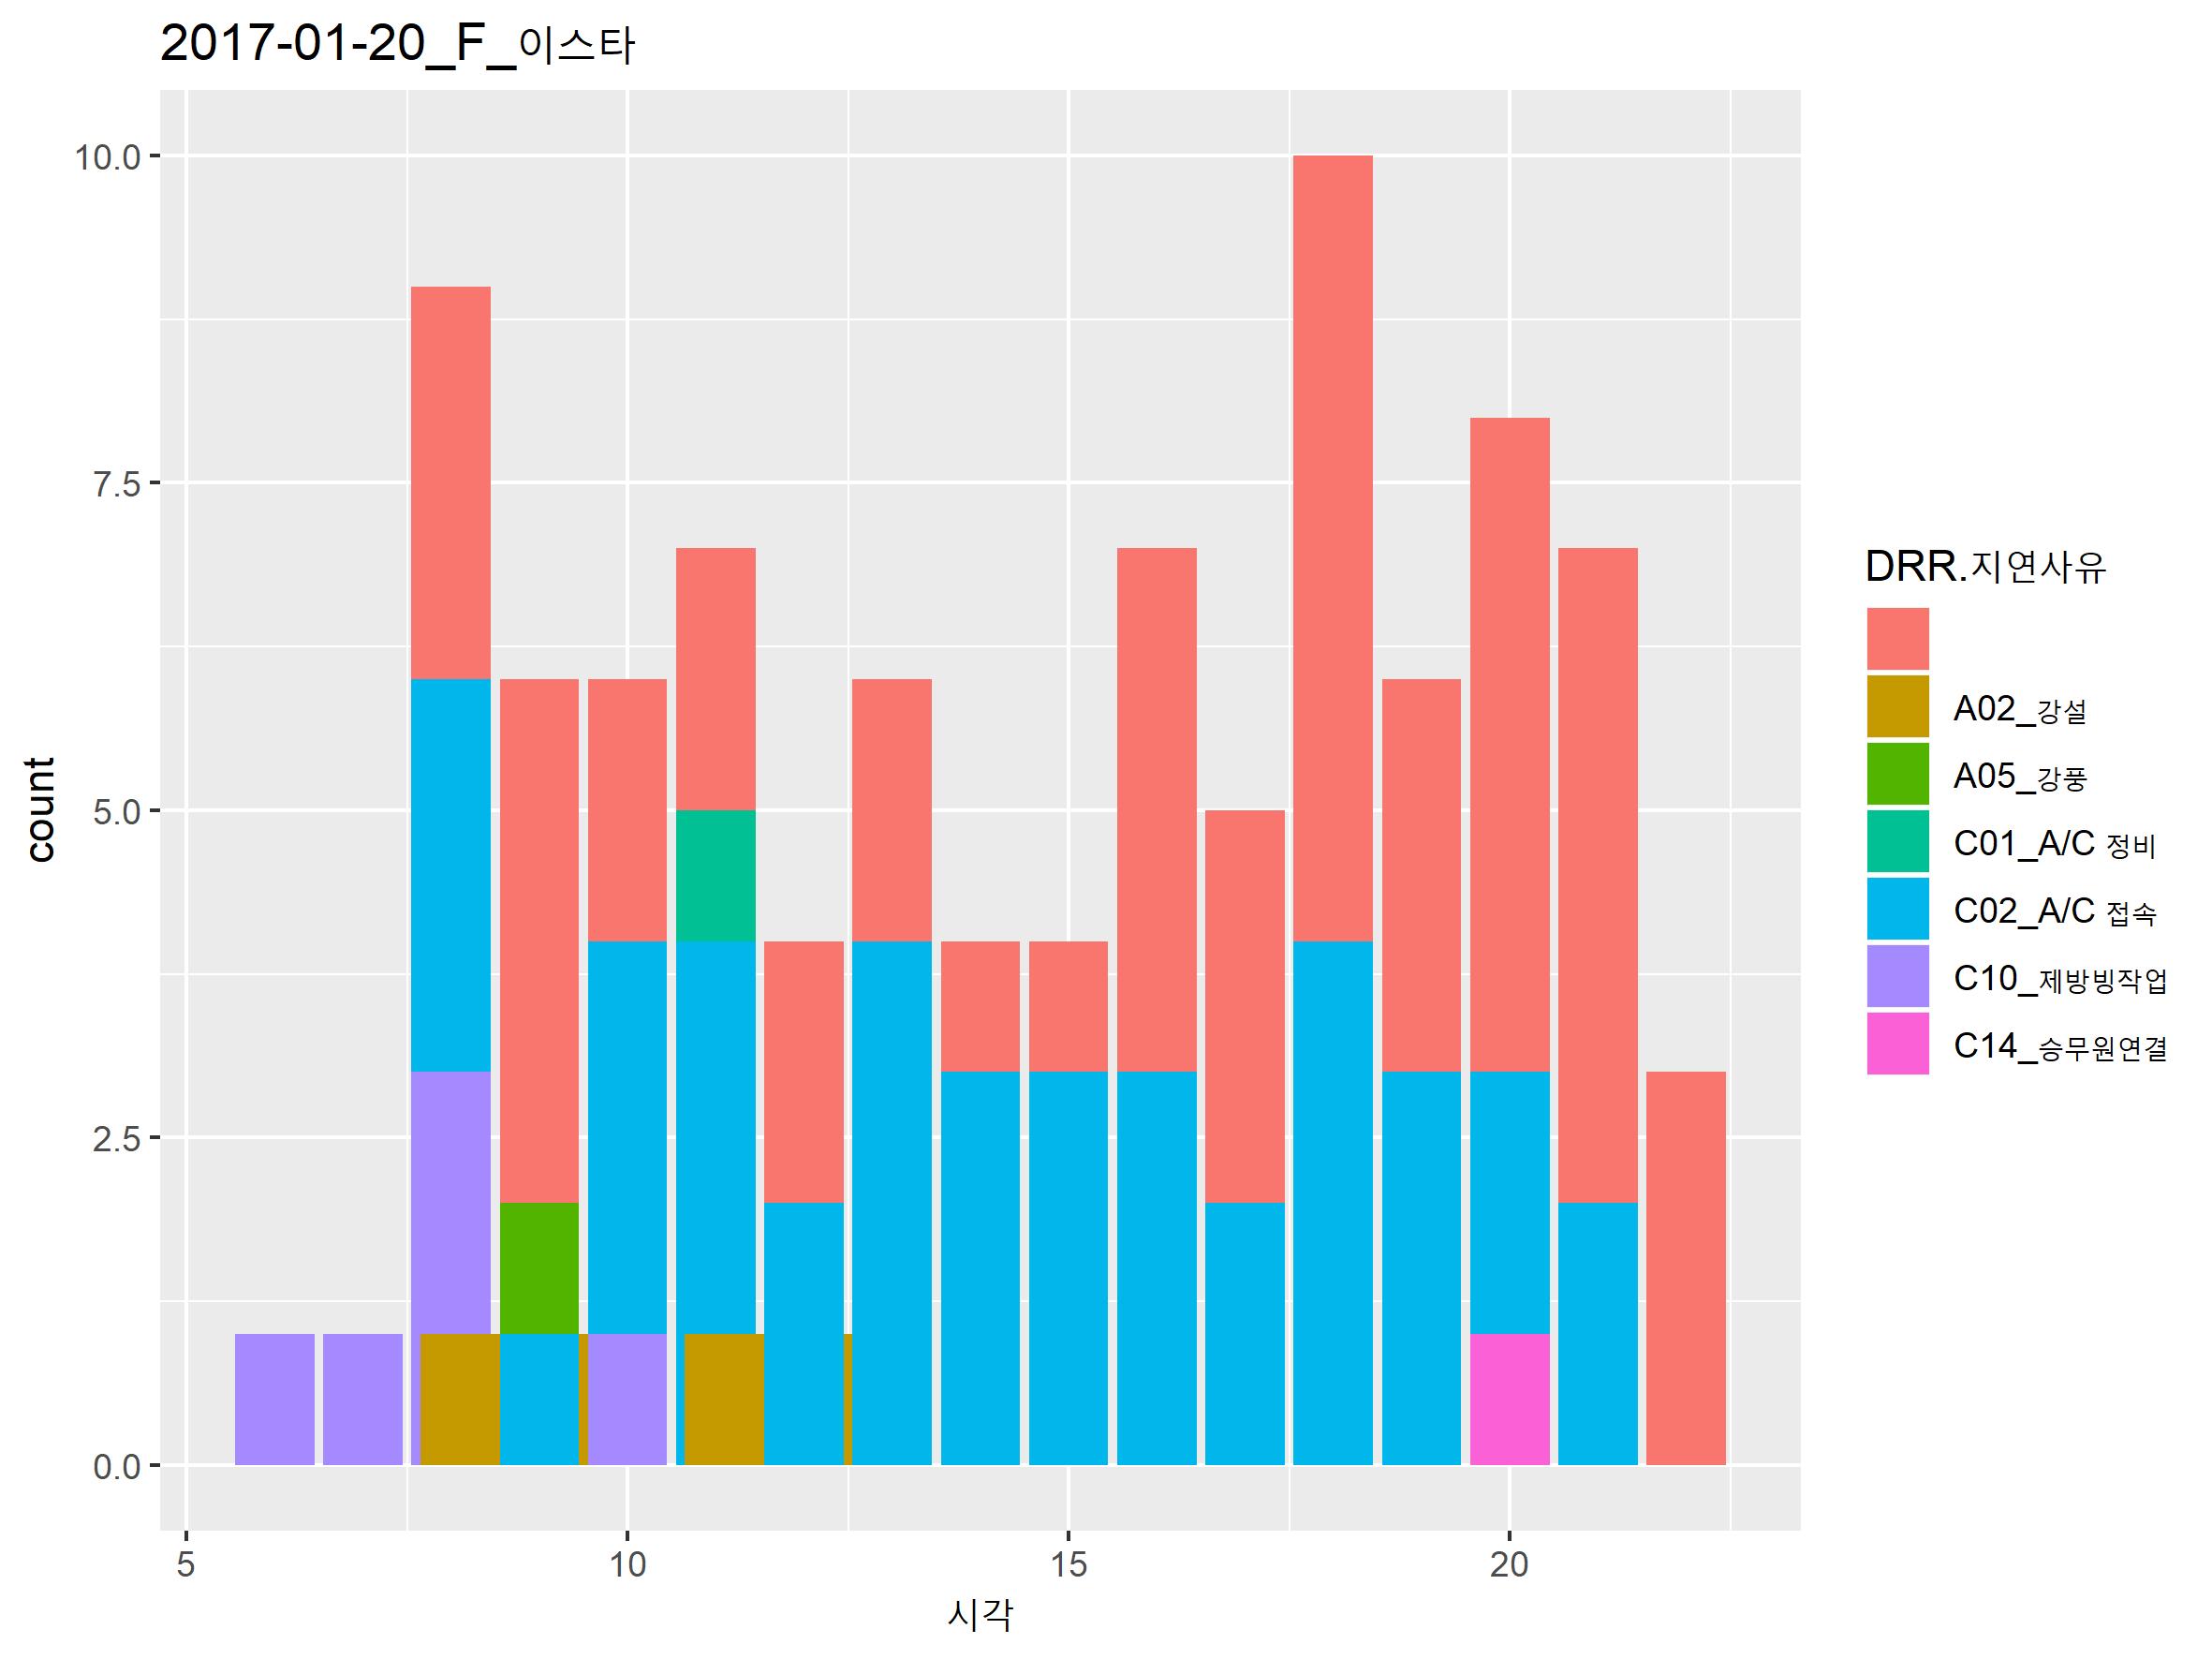 2017-01-20_F_이스타
10.0
7.5
5.0
2.5
0.0
count
5
10
15
20
시각
DRR.지연사유
A02_강설
A05_강풍
C01_A/C 정비
C02_A/C 접속
C10_제방빙작업
C14_승무원연결